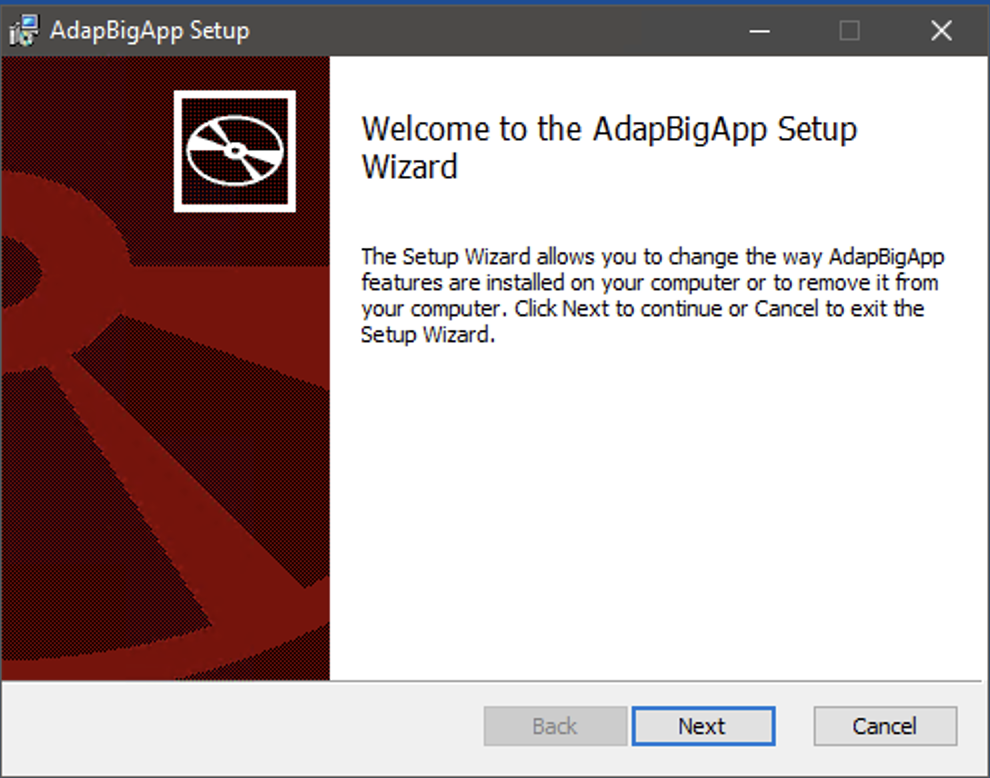 AdapBigApp Setup
Welcome to the AdapBigApp Setup
Wizard
The Setup Wizard allows you to change the way AdapBigApp
features are installed on your computer or to remove it from
your computer. Click Next to continue or Cancel to exit the
Setup Wizard.
Back Next Cancel